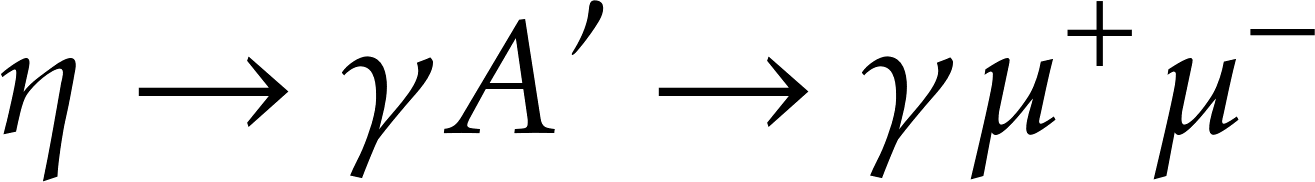 η → γA′ → γμ⁺μ⁻